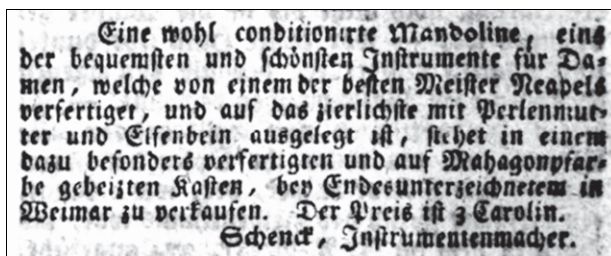 Eine wohl conditionirte Mandoline, eins
der bequemsten und schönsten Instrumente für Da-
men, welche von einem der besten Meister Neapels
verfertiget, und auf das zierlichste mit Perlenmut-
ter und Elfenbein ausgelegt ist, stehet in einem
dazu besonders verfertigten und auf Mahagonyfar-
be gebeizten Kasten, bey Endesunterzeichnetem in
Weimar zu verkaufen. Der Preis ist 3 Carolin.
Schenck, Instrumentenmacher.